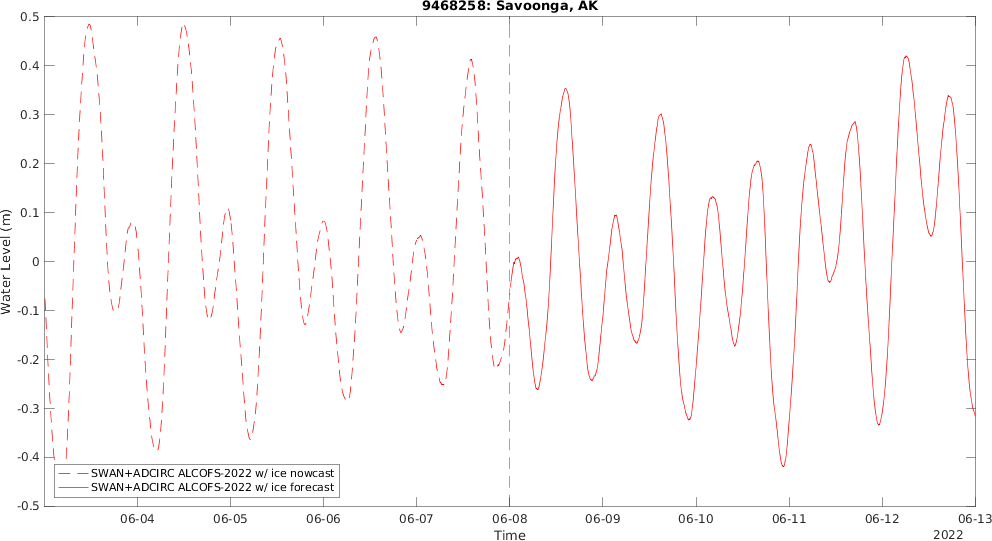 9468258: Savoonga, AK
0.5
0.4
0.3
0.2
0.1
0
-0.1
-0.2
-0.3
-0.4
-0.5
Water Level (m)
SWAN+ADCIRC ALCOFS-2022 w/ ice nowcast
SWAN+ADCIRC ALCOFS-2022 w/ ice forecast
06-04 06-05 06-06 06-07 06-08 06-09 06-10 06-11 06-12 06-13
Time
2022